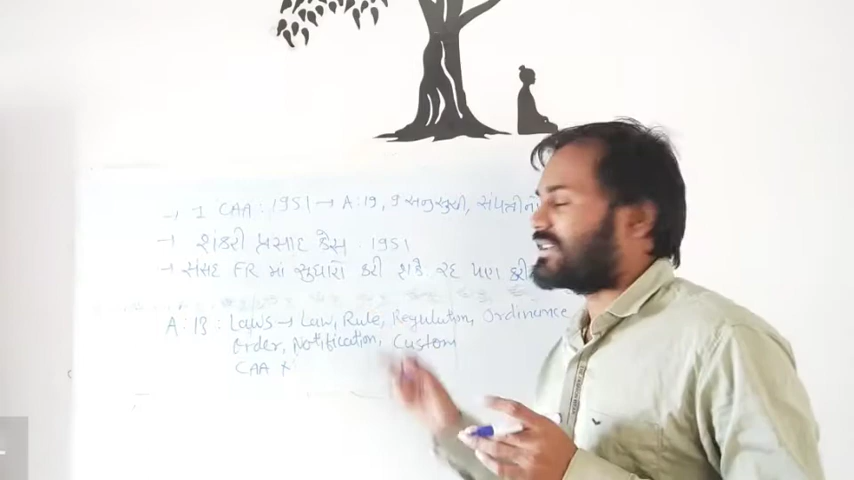 → 1 CAA : 1951 → A:19, 9 અનુસૂચી, સંપત્તીનો
→ શંકરી પ્રસાદ કેસ . 1951
→ સંસદ FR માં સુધારો કરી શકે. રદ પણ કરી
A:13 : Laws → Law, Rule, Regulation, Ordinance
Order, Notification, Custom
CAA ×